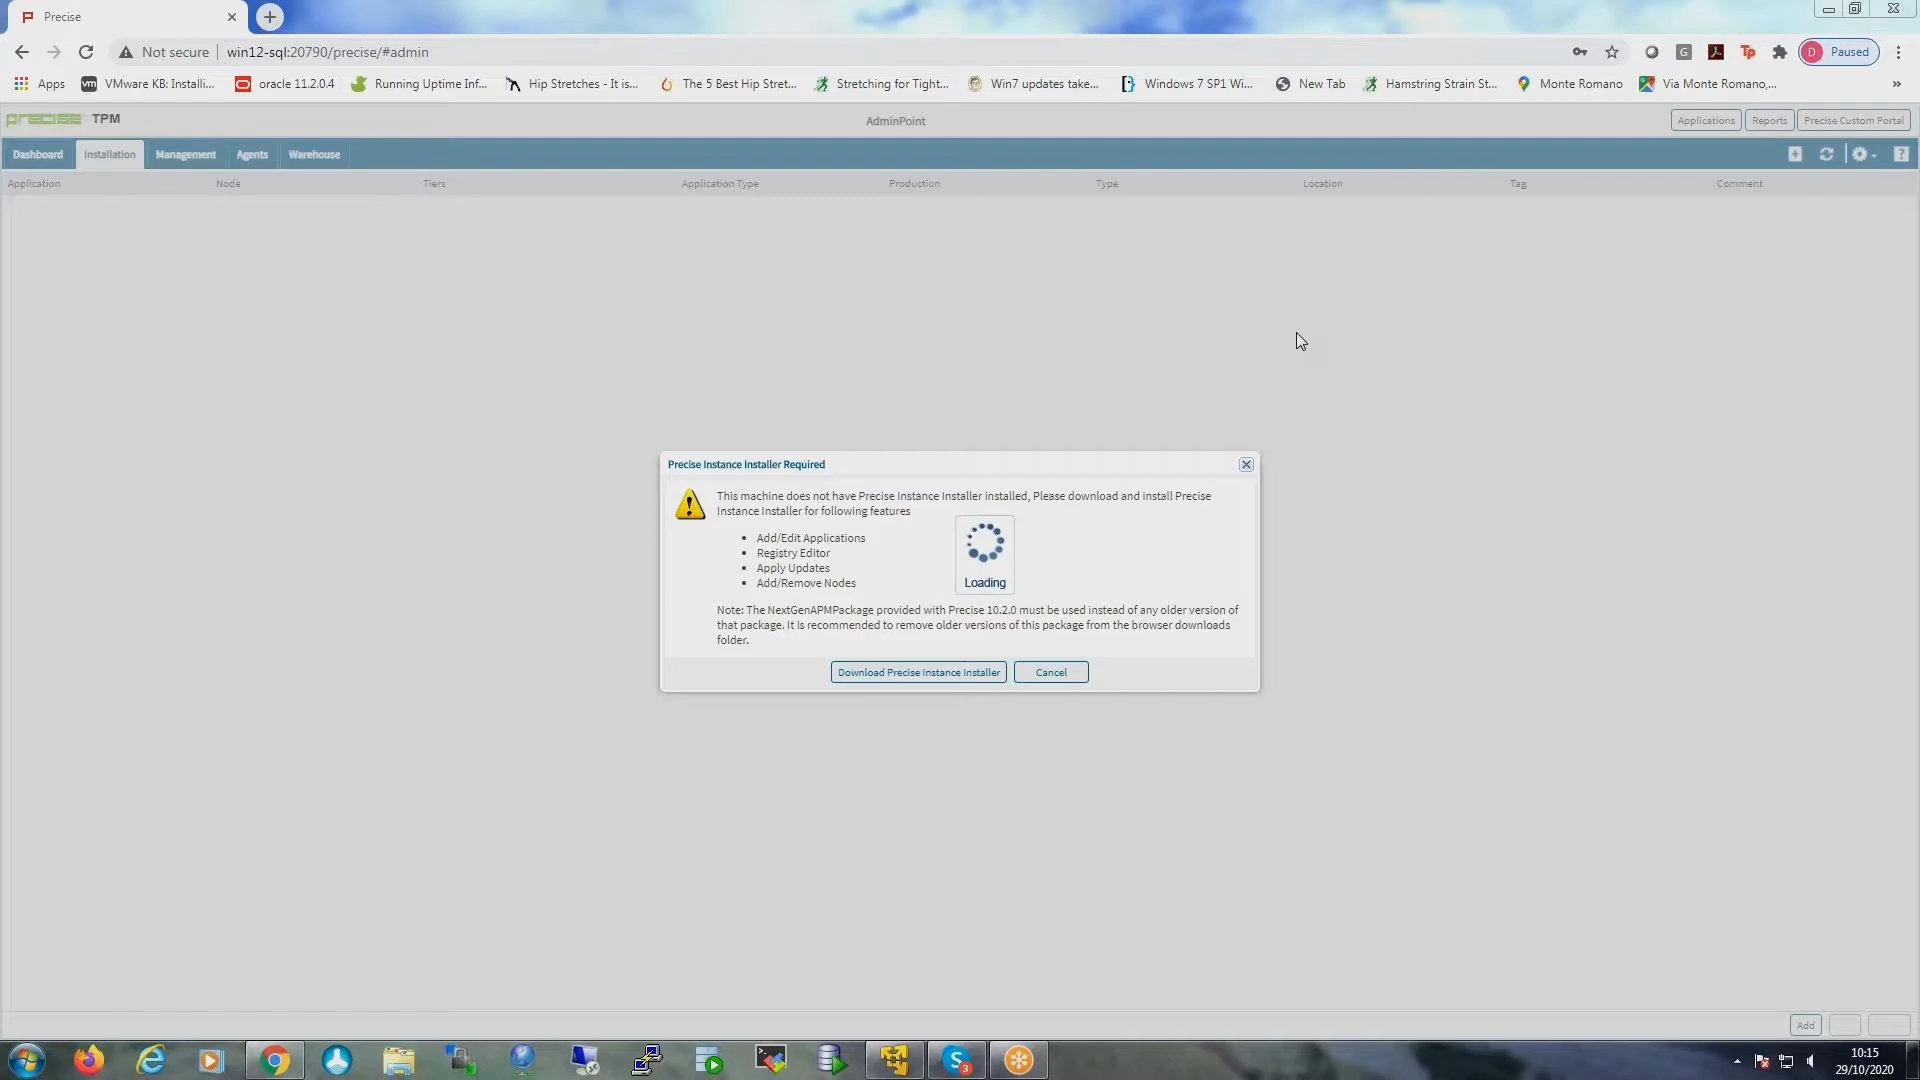 Precise
Not secure
win12-sql:20790/precise/#admin
D
Paused
Apps
VMware KB: Installi...
oracle 11.2.0.4
Running Uptime Inf...
Hip Stretches - It is...
The 5 Best Hip Stret...
Stretching for Tight...
Win7 updates take...
Windows 7 SP1 Wi...
New Tab
Hamstring Strain St...
Monte Romano
Via Monte Romano,...
»
precise TPM
AdminPoint
Applications
Reports
Precise Custom Portal
Dashboard
Installation
Management
Agents
Warehouse
Application
Node
Tiers
Application Type
Production
Type
Location
Tag
Comment
Precise Instance Installer Required
This machine does not have Precise Instance Installer installed, Please download and install Precise
Instance Installer for following features
• Add/Edit Applications
• Registry Editor
• Apply Updates
• Add/Remove Nodes
Loading
Note: The NextGenAPMPackage provided with Precise 10.2.0 must be used instead of any older version of
that package. It is recommended to remove older versions of this package from the browser downloads
folder.
Download Precise Instance Installer
Cancel
Add
10:15
29/10/2020